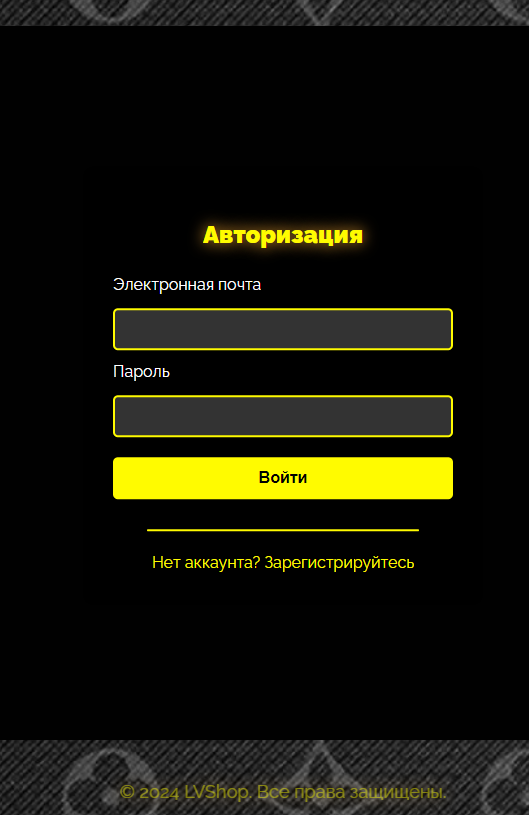 Авторизация
Электронная почта
Пароль
Войти
Нет аккаунта? Зарегистрируйтесь
© 2024 LVShop. Все права защищены.